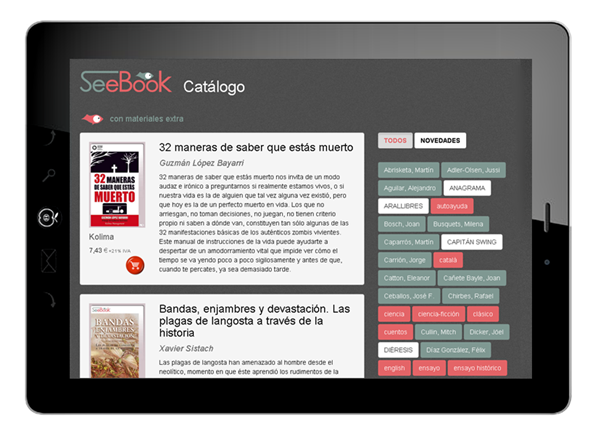 SeeBook Catálogo
con materiales extra
32 maneras de saber que estás muerto
Guzmán López Bayarri
32 maneras de saber que estás muerto nos invita de un modo
audaz e irónico a preguntarnos si realmente estamos vivos, o si
nuestra vida es la de alguien que tal vez alguna vez existió, pero
que hoy es la de un perfecto muerto en vida. Los que no
arriesgan, no toman decisiones, no juegan, no tienen criterio
propio ni saben a dónde van, constituyen tan sólo algunas de las
32 manifestaciones básicas de los auténticos zombis vivientes.
Este manual de instrucciones de la vida puede ayudarte a
despertar de un amodorramiento vital que impide ver cómo el
tiempo se va yendo poco a poco sigilosamente y antes de que,
cuando te percates, ya sea demasiado tarde.
32 MANERAS
DE SABER
QUE ESTÁS
MUERTO
Kolima
7,43 € +21% IVA
Bandas, enjambres y devastación. Las
plagas de langosta a través de la
historia
Xavier Sistach
Las plagas de langosta han amenazado al hombre desde el
neolítico, momento en que éste aprendió los rudimentos de la
BANDAS
ENJAMBRES
Y DEVASTACIÓN
TODOS NOVEDADES
Abrisketa, Martín Adler-Olsen, Jussi
Aguilar, Alejandro ANAGRAMA
ARALLIBRES autoayuda
Bosch, Joan Busquets, Milena
Caparrós, Martín CAPITÁN SWING
Carrión, Jorge català
Catton, Eleanor Cañete Bayle, Joan
Ceballos, José F. Chirbes, Rafael
ciencia ciencia-ficción clásico
cuentos Cullin, Mitch Dicker, Jöel
DIÉRESIS Díaz González, Félix
english ensayo ensayo histórico